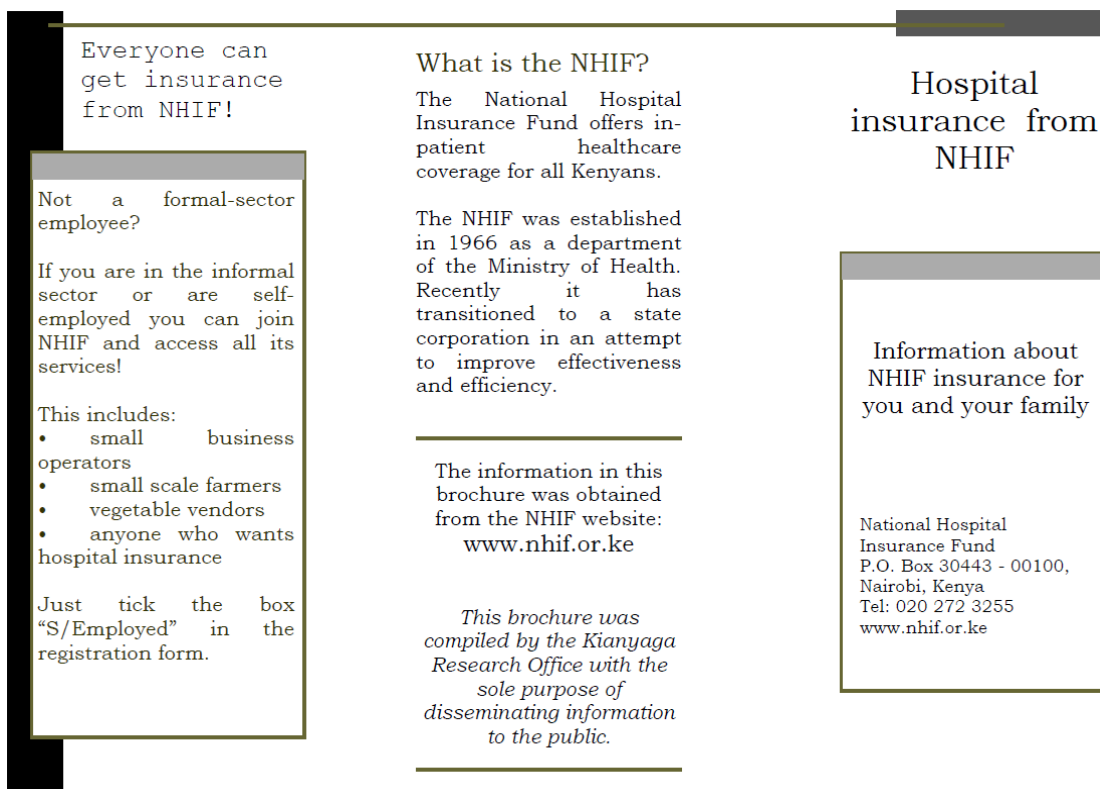 Everyone can
get insurance
from NHIF!
Not a formal-sector
employee?
If you are in the informal
sector or are self-
employed you can join
NHIF and access all its
services!
This includes:
• small business
operators
• small scale farmers
• vegetable vendors
• anyone who wants
hospital insurance
Just tick the box
“S/Employed” in the
registration form.
What is the NHIF?
The National Hospital
Insurance Fund offers in-
patient healthcare
coverage for all Kenyans.
The NHIF was established
in 1966 as a department
of the Ministry of Health.
Recently it has
transitioned to a state
corporation in an attempt
to improve effectiveness
and efficiency.
The information in this
brochure was obtained
from the NHIF website:
www.nhif.or.ke
This brochure was
compiled by the Kianyaga
Research Office with the
sole purpose of
disseminating information
to the public.
Hospital
insurance from
NHIF
Information about
NHIF insurance for
you and your family
National Hospital
Insurance Fund
P.O. Box 30443 - 00100,
Nairobi, Kenya
Tel: 020 272 3255
www.nhif.or.ke